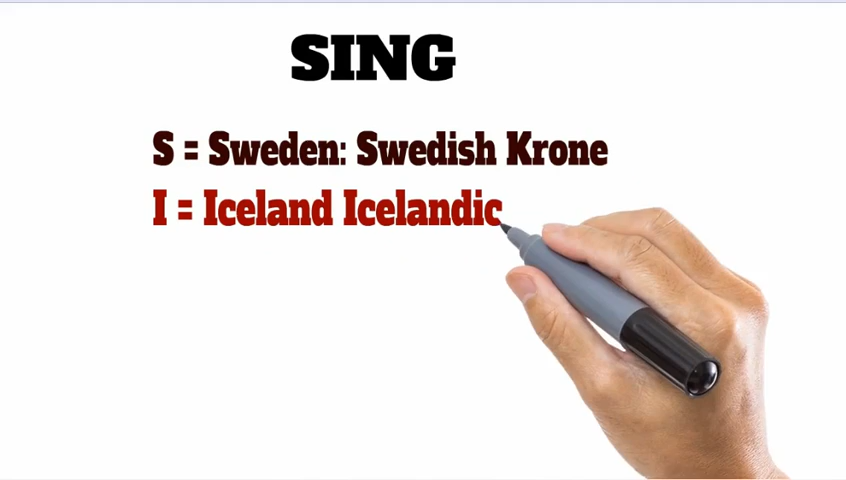 SING
S = Sweden: Swedish Krone
I = Iceland Icelandic